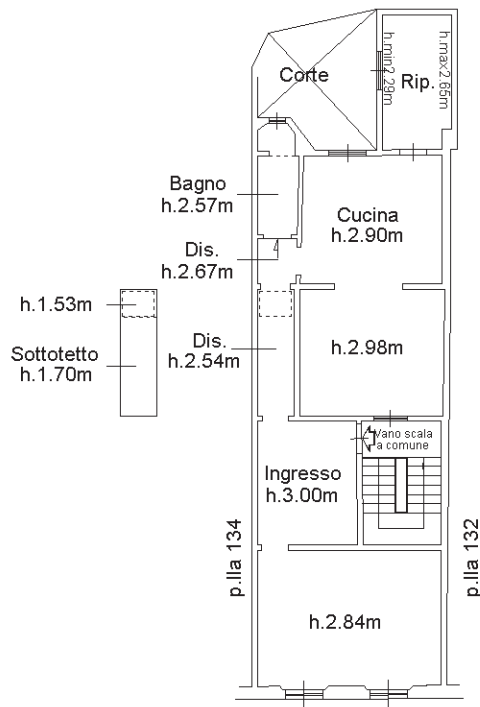 Corte
h.min2.29m
Rip.
h.max2.65m
Bagno
h.2.57m
Cucina
h.2.90m
Dis.
h.2.67m
h.1.53m
Sottotetto
h.1.70m
Dis.
h.2.54m
h.2.98m
Vano scala
a comune
Ingresso
h.3.00m
p.lla 134
p.lla 132
h.2.84m